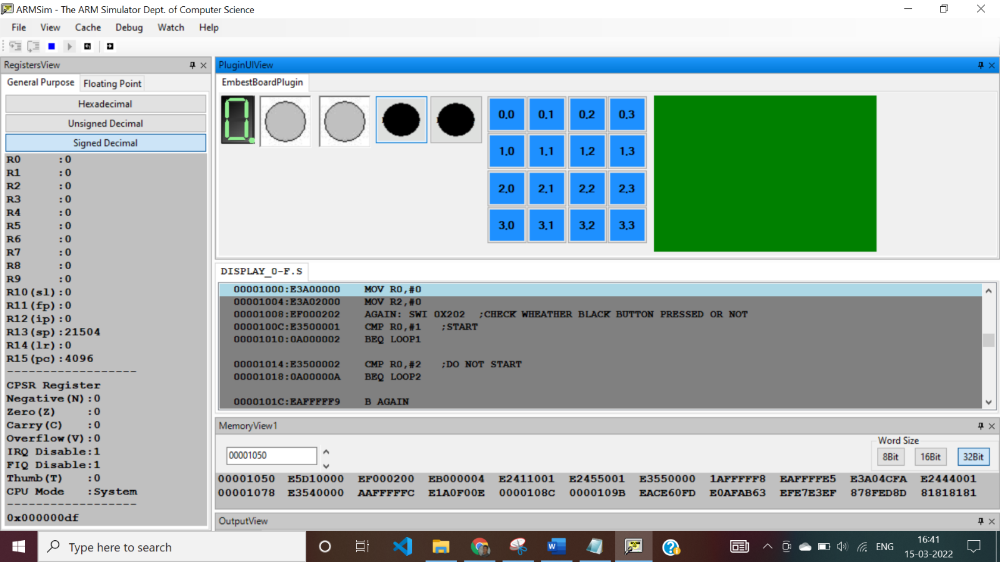 ARMSim - The ARM Simulator Dept. of Computer Science
File View Cache Debug Watch Help
RegistersView
General Purpose Floating Point
Hexadecimal
Unsigned Decimal
Signed Decimal
R0 :0
R1 :0
R2 :0
R3 :0
R4 :0
R5 :0
R6 :0
R7 :0
R8 :0
R9 :0
R10(sl):0
R11(fp):0
R12(ip):0
R13(sp):21504
R14(lr):0
R15(pc):4096
------------------
CPSR Register
Negative(N):0
Zero(Z) :0
Carry(C) :0
Overflow(V):0
IRQ Disable:1
FIQ Disable:1
Thumb(T) :0
CPU Mode :System
------------------
0x000000df
PluginUIView
EmbestBoardPlugin
0.
0.0 0.1 0.2 0.3
1.0 1.1 1.2 1.3
2.0 2.1 2.2 2.3
3.0 3.1 3.2 3.3
DISPLAY_0-F.S
00001000:E3A00000 MOV R0,#0
00001004:E3A02000 MOV R2,#0
00001008:EF000202 AGAIN: SWI 0X202 ;CHECK WHEATHER BLACK BUTTON PRESSED OR NOT
0000100C:E3500001 CMP R0,#1 ;START
00001010:0A000002 BEQ LOOP1
00001014:E3500002 CMP R0,#2 ;DO NOT START
00001018:0A00000A BEQ LOOP2
0000101C:EAFFFFF9 B AGAIN
MemoryView1
00001050
Word Size
8Bit 16Bit 32Bit
00001050 E5D10000 EF000200 EB000004 E2411001 E2455001 E3550000 1AFFFFF8 EAFFFFE5 E3A04CFA E2444001
00001078 E3540000 AAFFFFFC E1A0F00E 0000108C 0000109B EACE60FD E0AFAB63 EFE7E3EF 878FED8D 81818181
OutputView
Type here to search
ENG
16:41
15-03-2022